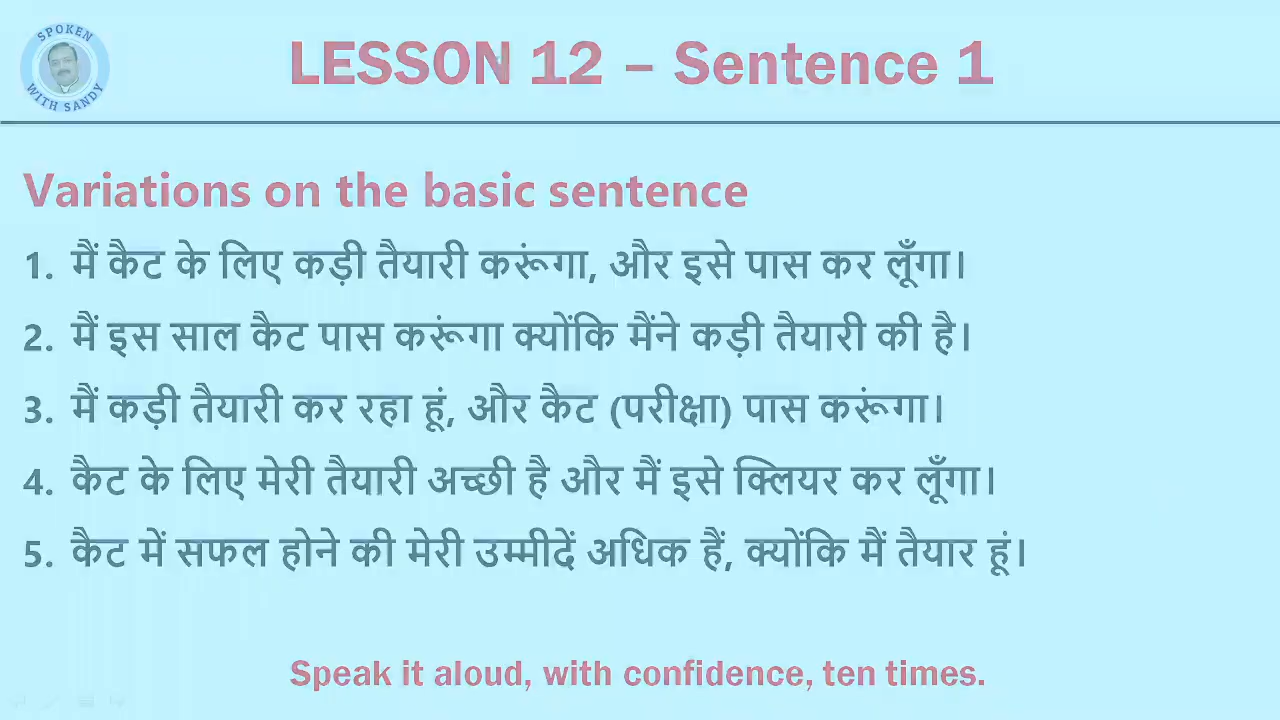 SPOKEN
WITH SANDY
LESSON 12 – Sentence 1
Variations on the basic sentence
1. मैं कैट के लिए कड़ी तैयारी करूंगा, और इसे पास कर लूँगा।
2. मैं इस साल कैट पास करूंगा क्योंकि मैंने कड़ी तैयारी की है।
3. मैं कड़ी तैयारी कर रहा हूं, और कैट (परीक्षा) पास करूंगा।
4. कैट के लिए मेरी तैयारी अच्छी है और मैं इसे क्लियर कर लूँगा।
5. कैट में सफल होने की मेरी उम्मीदें अधिक हैं, क्योंकि मैं तैयार हूं।
Speak it aloud, with confidence, ten times.